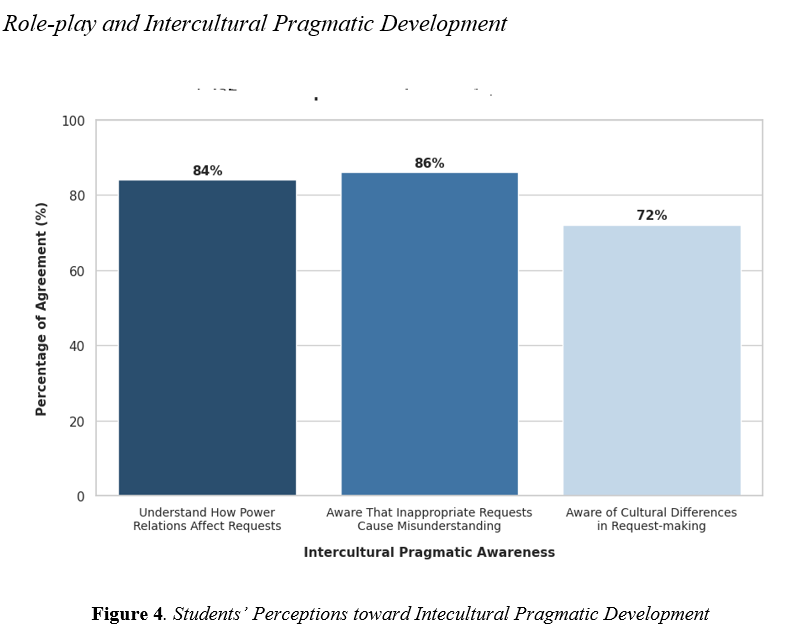 Role-play and Intercultural Pragmatic Development
100
80
60
40
20
0
84%
86%
72%
Percentage of Agreement (%)
Understand How Power
Relations Affect Requests
Aware That Inappropriate Requests
Cause Misunderstanding
Aware of Cultural Differences
in Request-making
Intercultural Pragmatic Awareness
Figure 4. Students’ Perceptions toward Intecultural Pragmatic Development